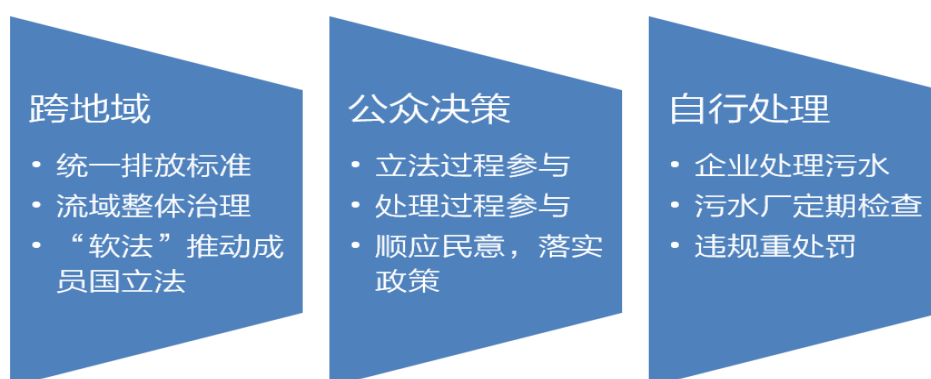 跨地域
• 统一排放标准
• 流域整体治理
• “软法”推动成
员国立法
公众决策
• 立法过程参与
• 处理过程参与
• 顺应民意，落实
政策
自行处理
• 企业处理污水
• 污水厂定期检查
• 违规重处罚